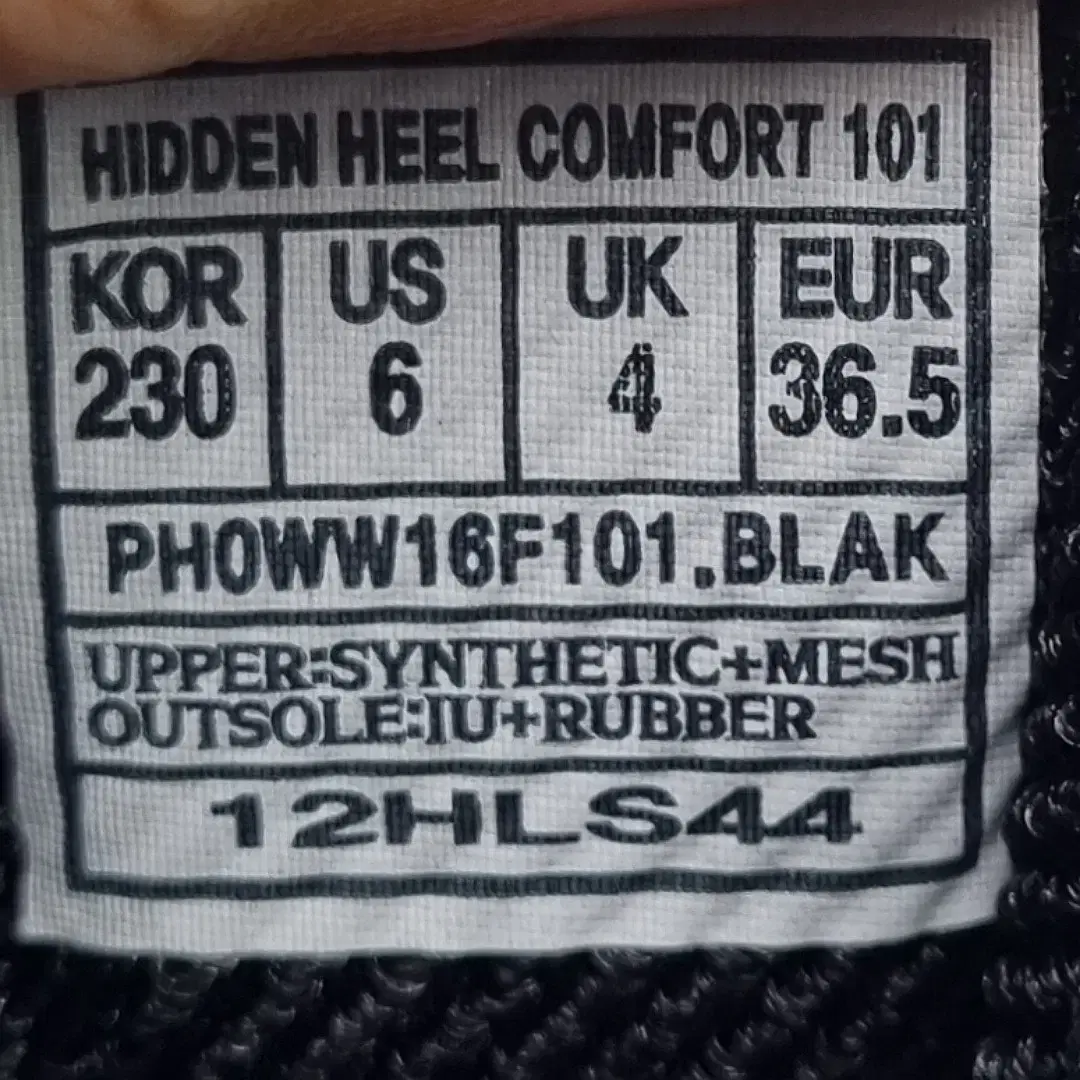 HIDDEN HEEL COMFORT 101
KOR US UK EUR
230 6 4 36.5
PHOWW16F101.BLAK
UPPER:SYNTHETIC+MESH
OUTSOLE:IU+RUBBER
12HLS44